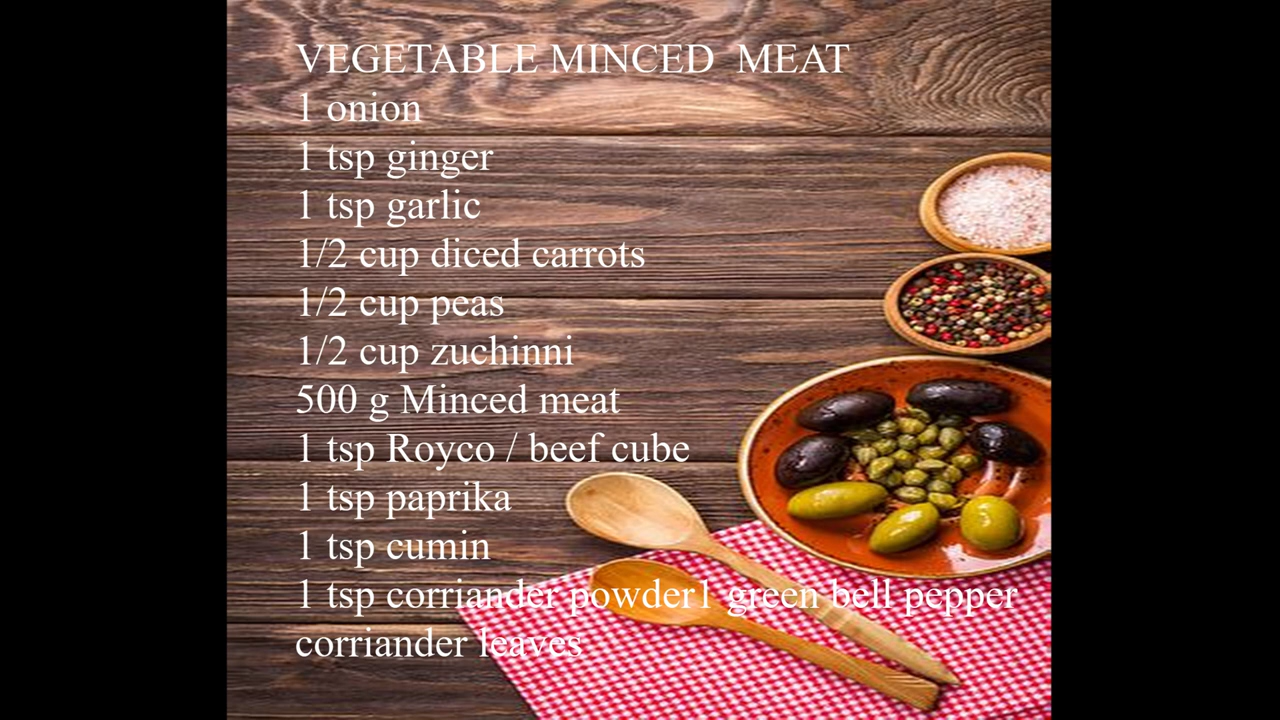 VEGETABLE MINCED  MEAT
1 onion
1 tsp ginger
1 tsp garlic
1/2 cup diced carrots
1/2 cup peas
1/2 cup zuchinni
500 g Minced meat
1 tsp Royco / beef cube
1 tsp paprika
1 tsp cumin
1 tsp corriander powder1 green bell pepper
corriander leaves